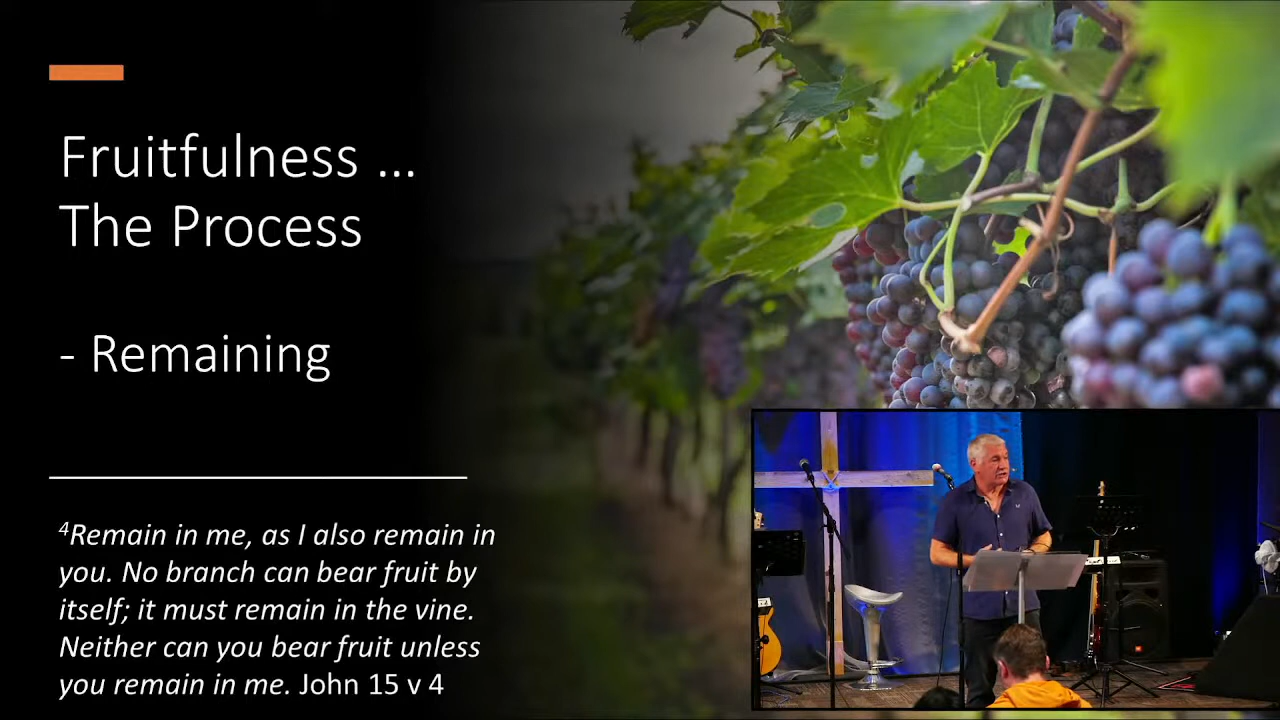 Fruitfulness ...
The Process
- Remaining
4Remain in me, as I also remain in
you. No branch can bear fruit by
itself; it must remain in the vine.
Neither can you bear fruit unless
you remain in me. John 15 v 4